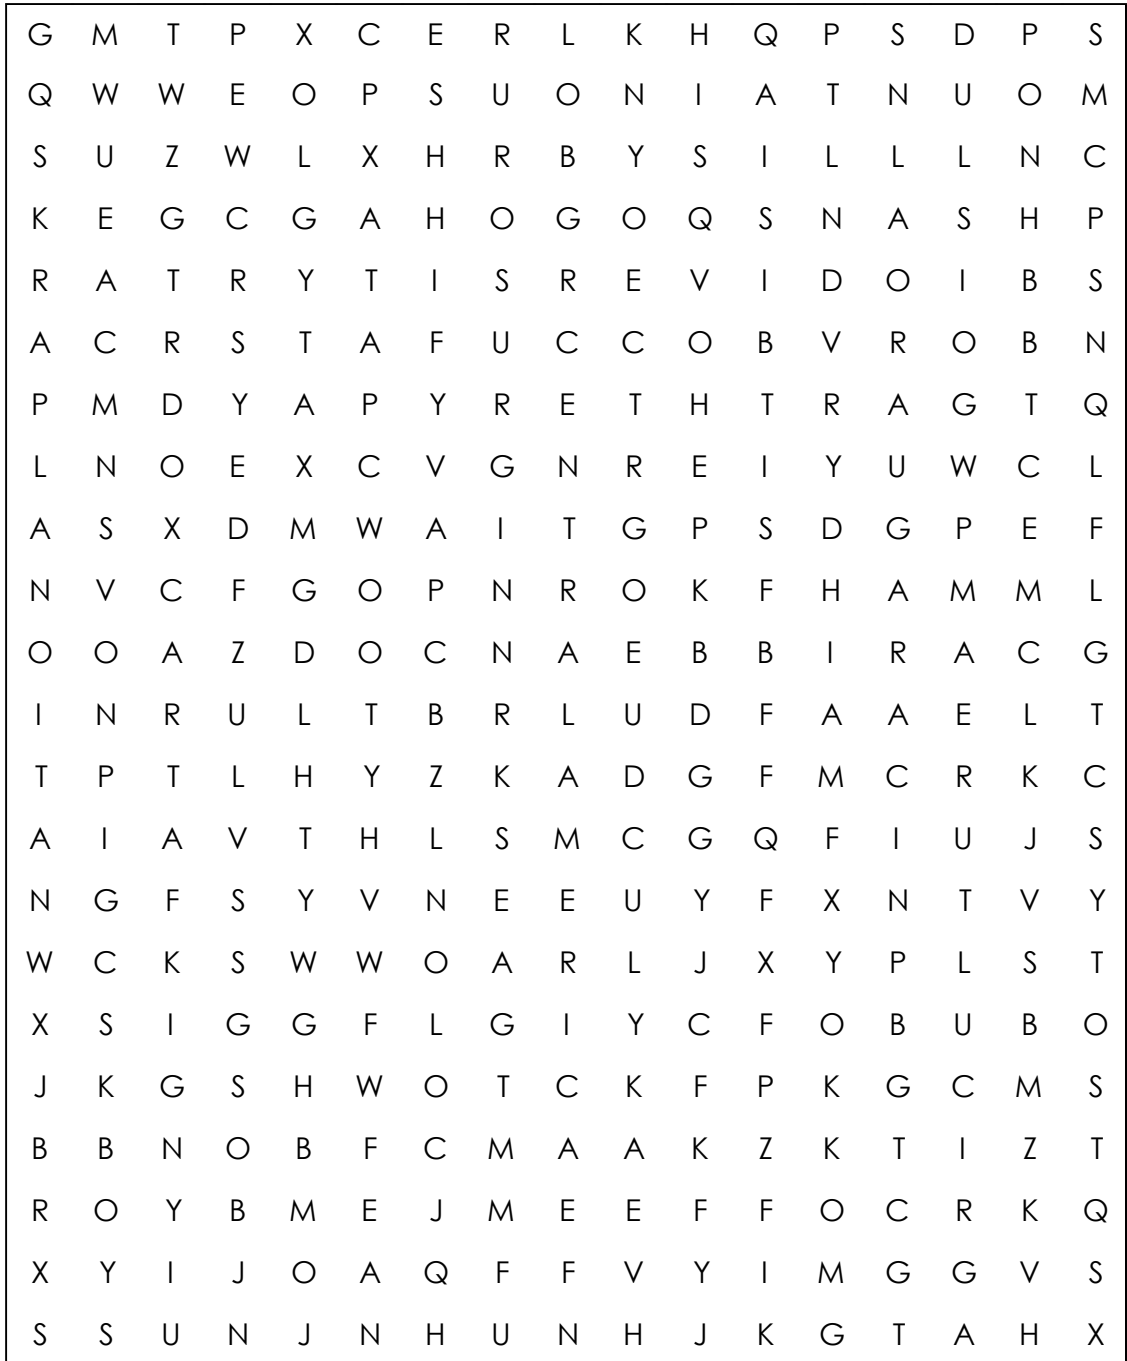 G M T P X C E R L K H Q P S D P S
Q W W E O P S U O N I A T N U O M
S U Z W L X H R B Y S I L L L N C
K E G C G A H O G O Q S N A S H P
R A T R Y T I S R E V I D O I B S
A C R S T A F U C C O B V R O B N
P M D Y A P Y R E T H T R A G T Q
L N O E X C V G N R E I Y U W C L
A S X D M W A I T G P S D G P E F
N V C F G O P N R O K F H A M M L
O O A Z D O C N A E B B I R A C G
I N R U L T B R L U D F A A E L T
T P T L H Y Z K A D G F M C R K C
A I A V T H L S M C G Q F I U J S
N G F S Y V N E E U Y F X N T V Y
W C K S W W O A R L J X Y P L S T
X S I G G F L G I Y C F O B U B O
J K G S H W O T C K F P K G C M S
B B N O B F C M A A K Z K T I Z T
R O Y B M E J M E E F F O C R K Q
X Y I J O A Q F F V Y I M G G V S
S S U N J N H U N H J K G T A H X